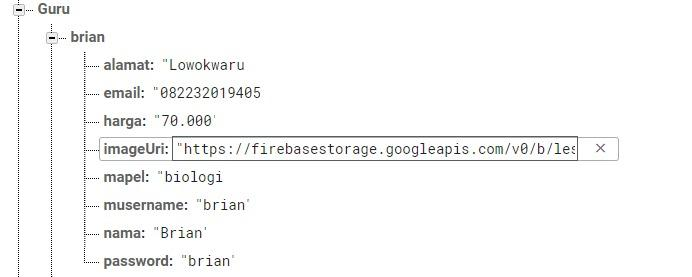 Guru
brian
alamat: "Lowokwaru
email: "082232019405
harga: "70.000"
imageUri: "https://firebasestorage.googleapis.com/v0/b/les
mapel: "biologi
musername: "brian"
nama: "Brian"
password: "brian"